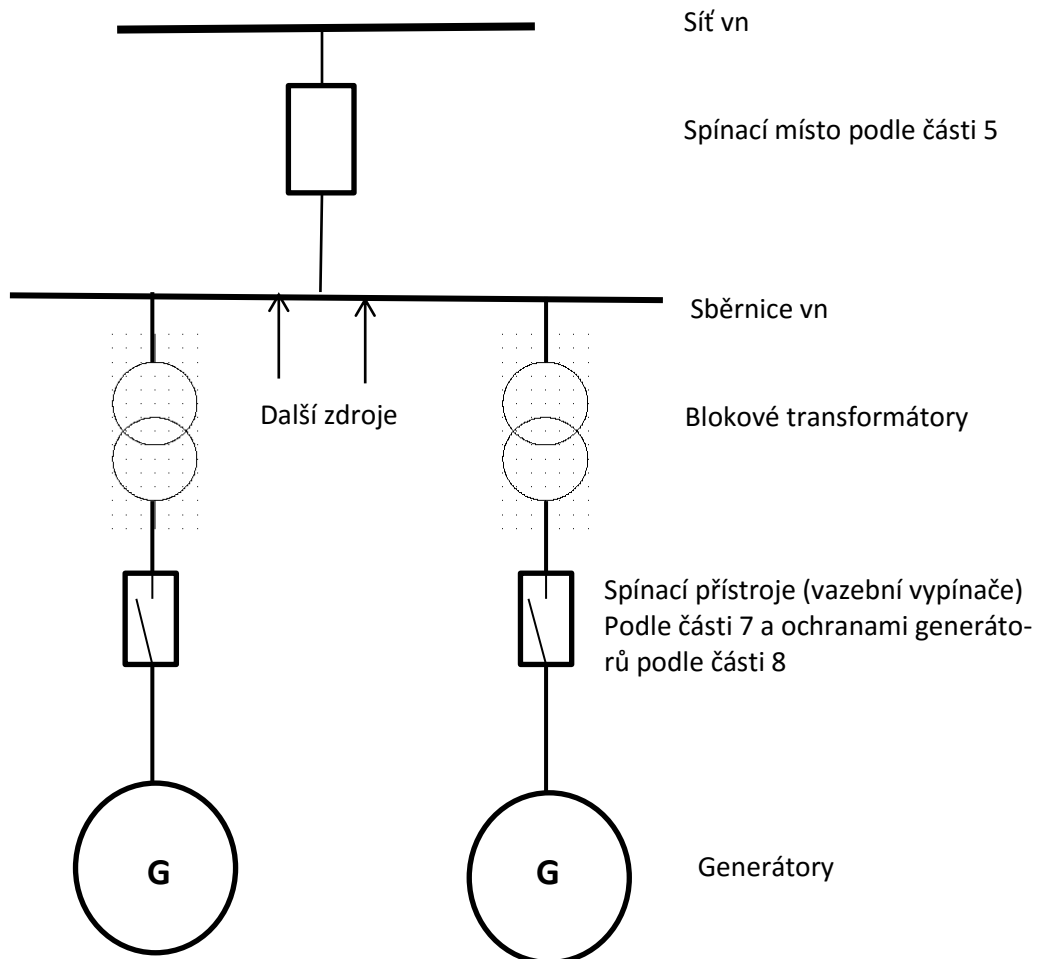 Síť vn
Spínací místo podle části 5
Sběrnice vn
Další zdroje
Blokové transformátory
Spínací přístroje (vazební vypínače)
Podle části 7 a ochranami generáto-
rů podle části 8
G
G
Generátory